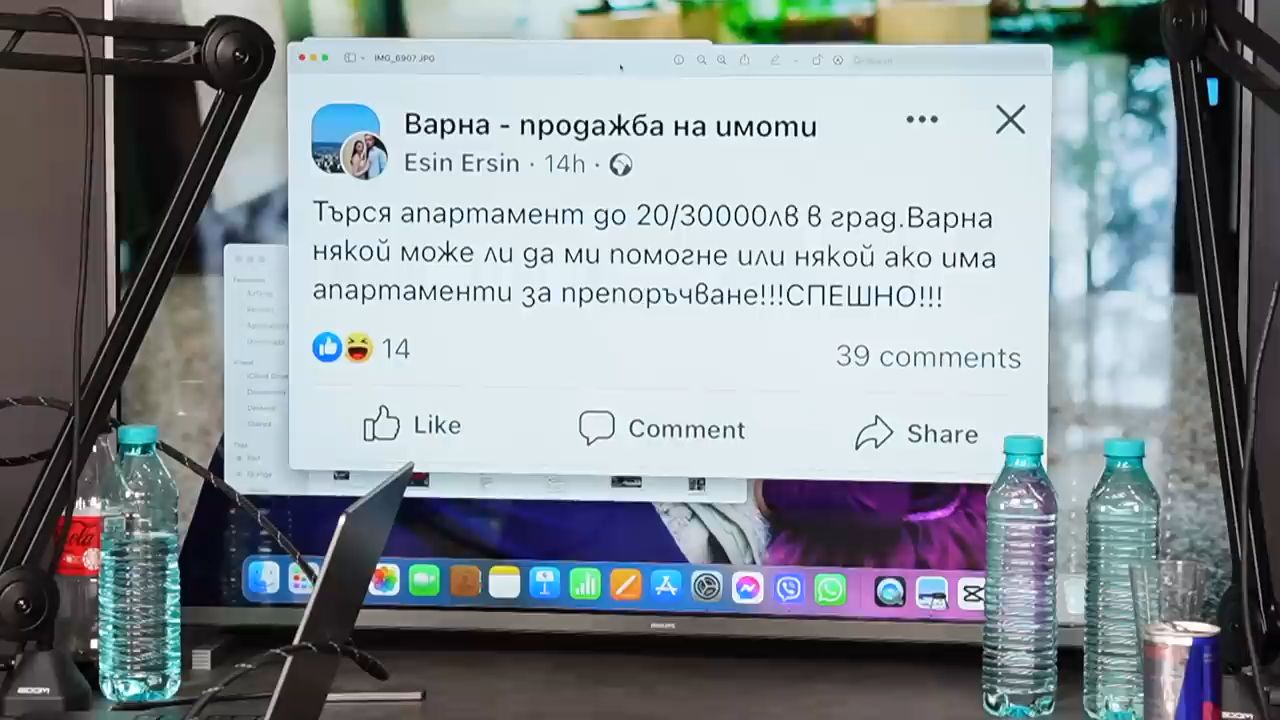 IMG_6907.JPG
Варна - продажба на имоти
Esin Ersin · 14h ·
Търся апартамент до 20/30000лв в град.Варна
някой може ли да ми помогне или някой ако има
апартаменти за препоръчване!!!СПЕШНО!!!
14
39 comments
Like
Comment
Share
PHILIPS
ZOOM